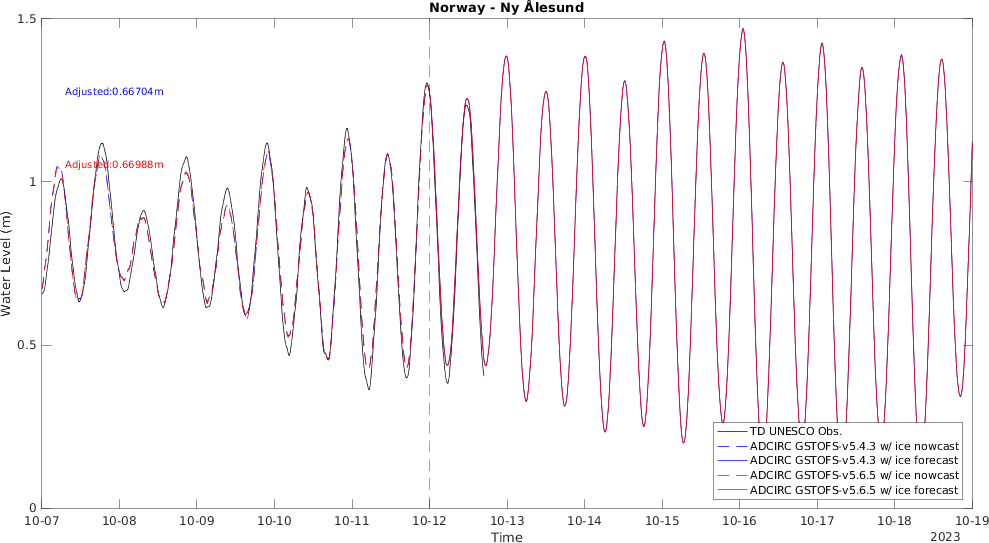 Norway - Ny Ålesund
1.5
Adjusted:0.66704m
Adjusted:0.66988m
1
Water Level (m)
0.5
TD UNESCO Obs.
ADCIRC GSTOFS-v5.4.3 w/ ice nowcast
ADCIRC GSTOFS-v5.4.3 w/ ice forecast
ADCIRC GSTOFS-v5.6.5 w/ ice nowcast
ADCIRC GSTOFS-v5.6.5 w/ ice forecast
0
10-07 10-08 10-09 10-10 10-11 10-12 10-13 10-14 10-15 10-16 10-17 10-18 10-19
Time
2023